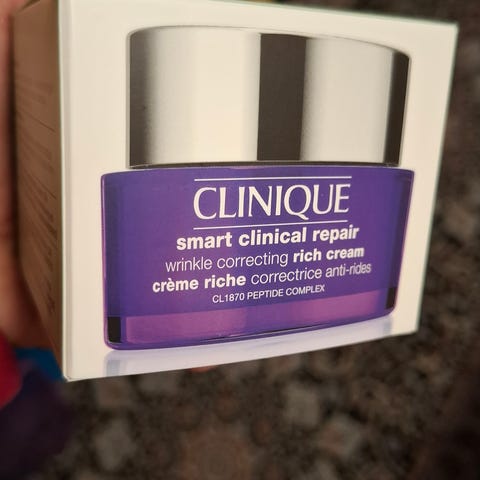 CLINIQUE
smart clinical repair
wrinkle correcting rich cream
crème riche correctrice anti-rides
CL1870 PEPTIDE COMPLEX